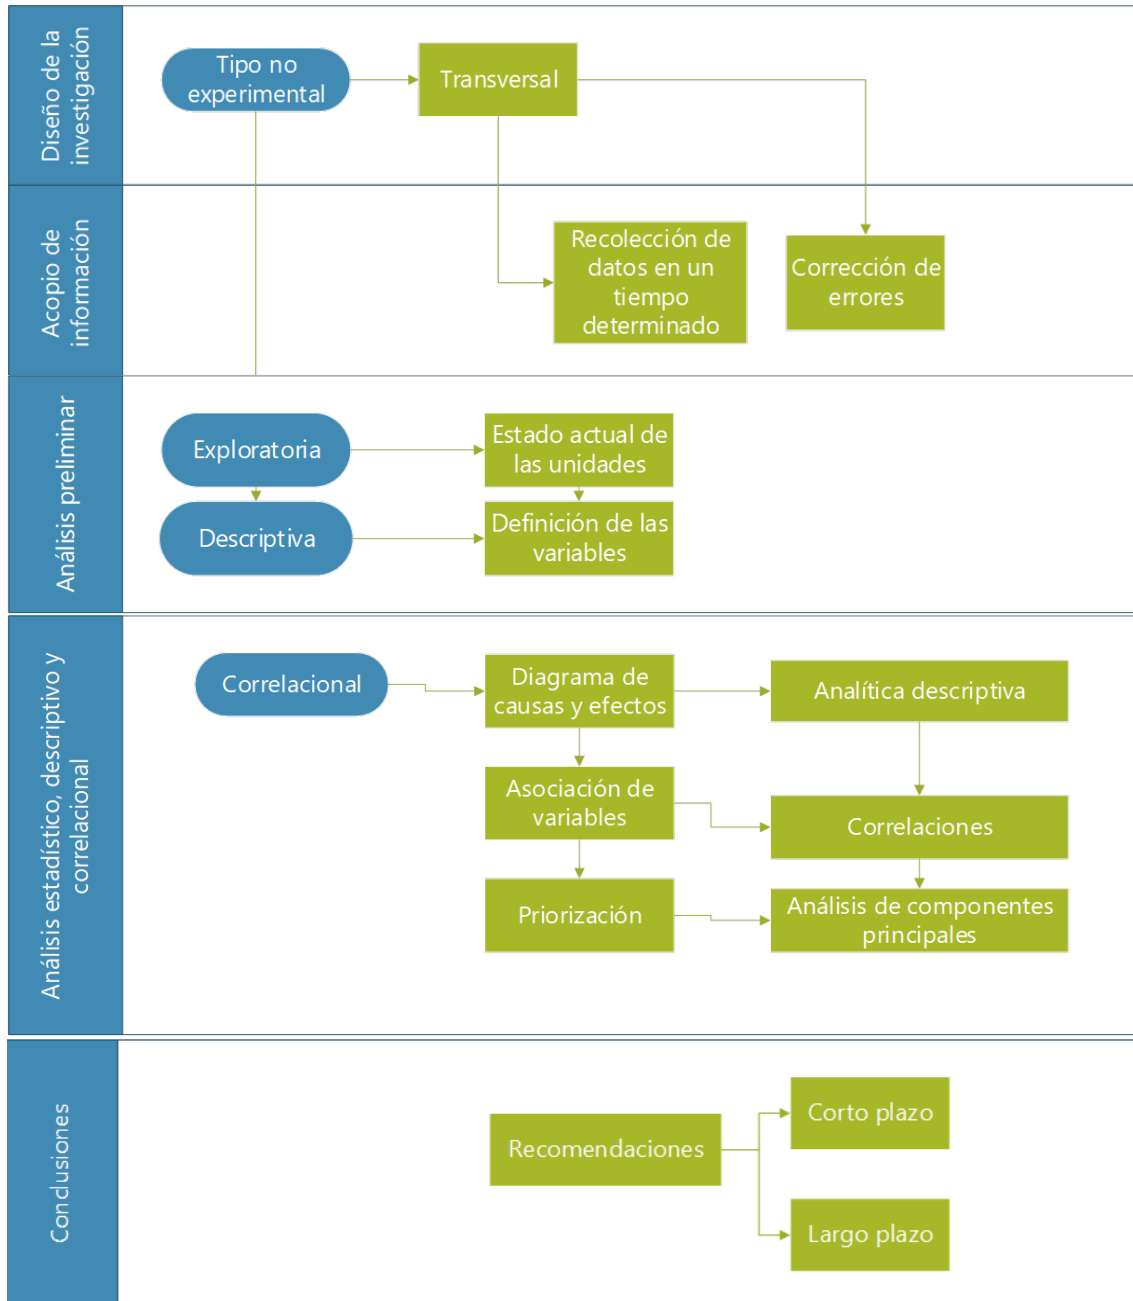 Diseño de la
investigación
Tipo no
experimental
Transversal
Acopio de
información
Recolección de
datos en un
tiempo
determinado
Corrección de
errores
Análisis preliminar
Exploratoria
Estado actual de
las unidades
Descriptiva
Definición de las
variables
Análisis estadístico, descriptivo y
correlacional
Correlacional
Diagrama de
causas y efectos
Analítica descriptiva
Asociación de
variables
Correlaciones
Priorización
Análisis de componentes
principales
Conclusiones
Recomendaciones
Corto plazo
Largo plazo